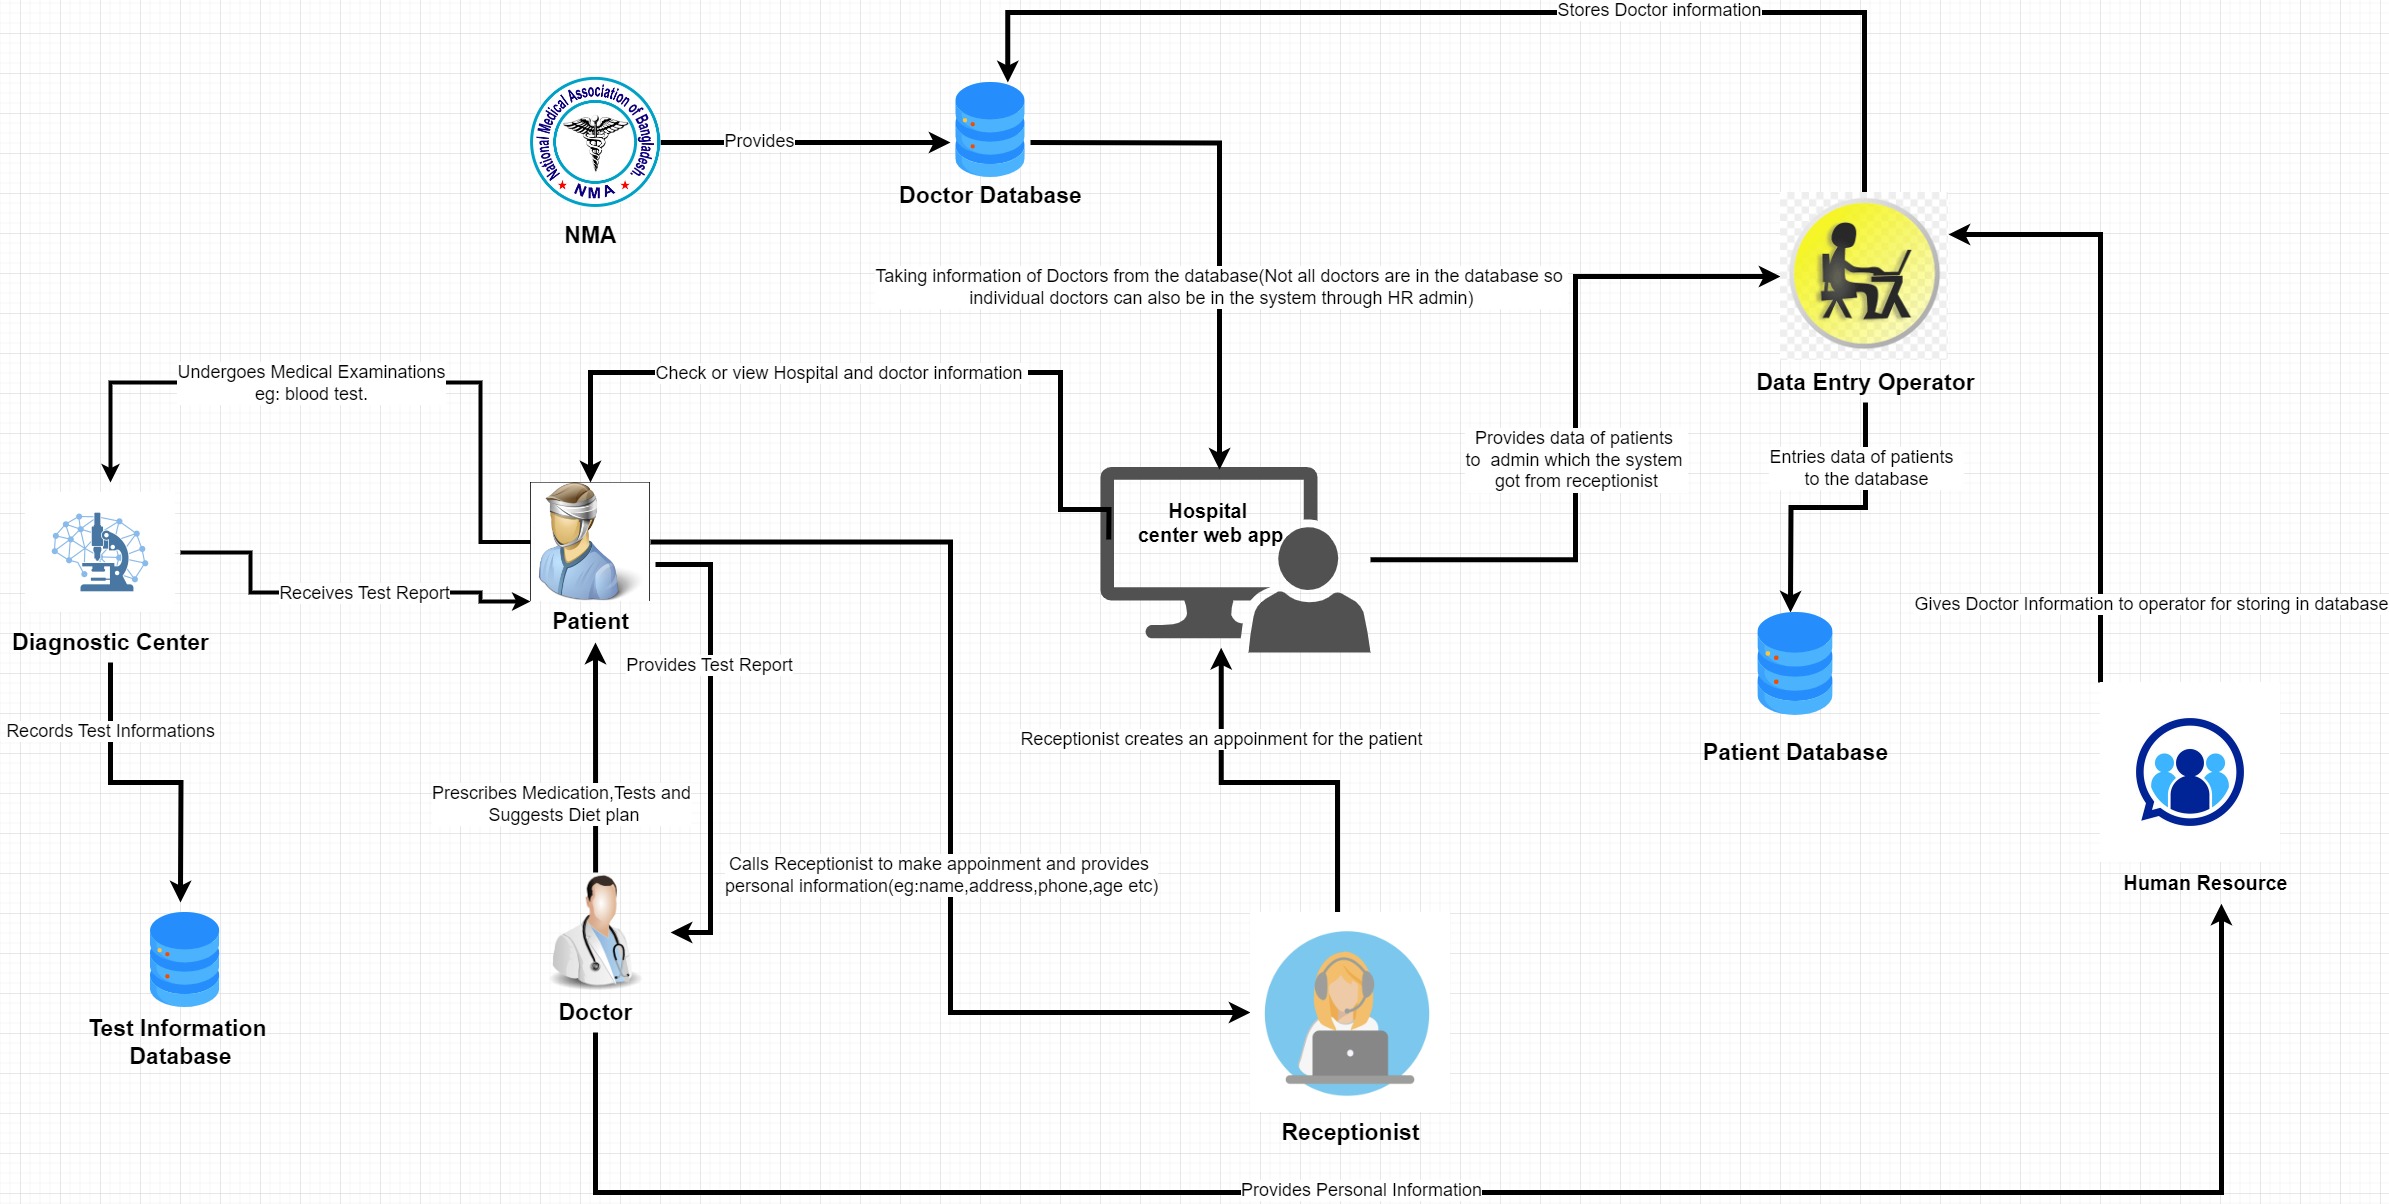 Stores Doctor information
National Medical Association of Bangladesh.
NMA
Provides
Doctor Database
NMA
Taking information of Doctors from the database(Not all doctors are in the database so
individual doctors can also be in the system through HR admin)
Undergoes Medical Examinations
eg: blood test.
Check or view Hospital and doctor information
Data Entry Operator
Provides data of patients
to admin which the system
got from receptionist
Entries data of patients
to the database
Hospital
center web app
Receives Test Report
Patient
Gives Doctor Information to operator for storing in database
Diagnostic Center
Provides Test Report
Records Test Informations
Receptionist creates an appoinment for the patient
Patient Database
Prescribes Medication,Tests and
Suggests Diet plan
Calls Receptionist to make appoinment and provides
personal information(eg:name,address,phone,age etc)
Human Resource
Doctor
Test Information
Database
Receptionist
Provides Personal Information